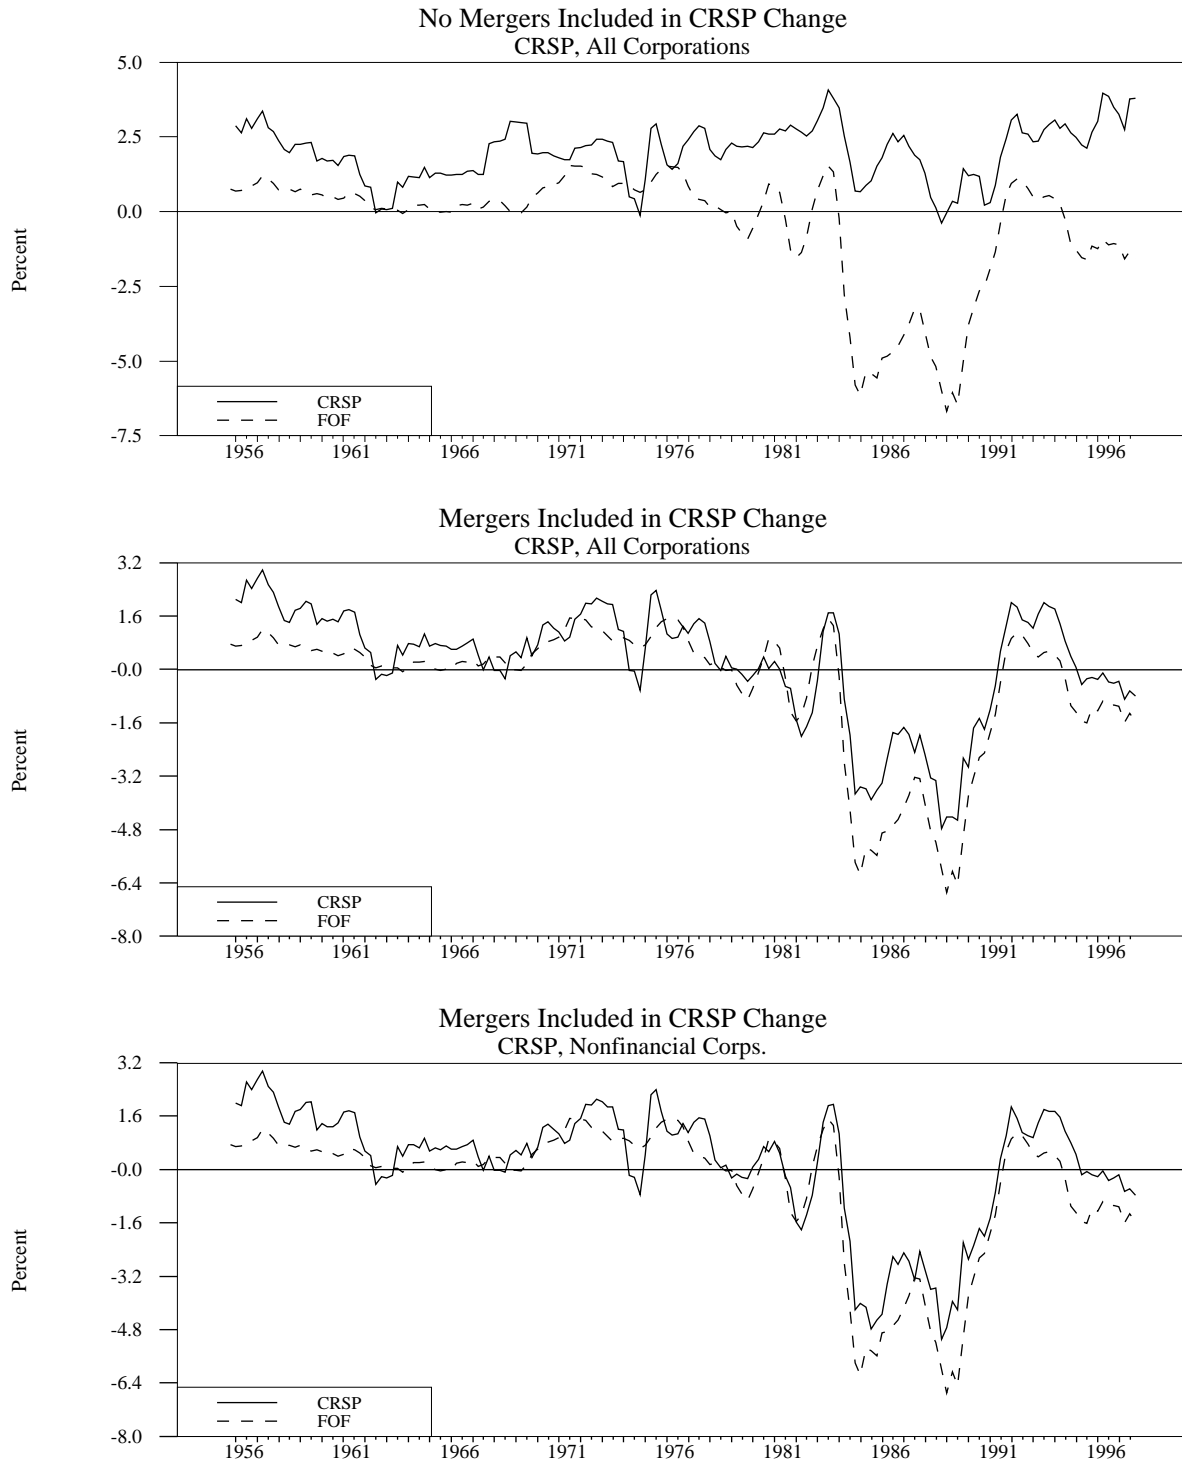 No Mergers Included in CRSP Change
CRSP, All Corporations
5.0
2.5
0.0
-2.5
-5.0
-7.5
Percent
CRSP
FOF
1956 1961 1966 1971 1976 1981 1986 1991 1996
Mergers Included in CRSP Change
CRSP, All Corporations
3.2
1.6
-0.0
-1.6
-3.2
-4.8
-6.4
-8.0
Percent
CRSP
FOF
1956 1961 1966 1971 1976 1981 1986 1991 1996
Mergers Included in CRSP Change
CRSP, Nonfinancial Corps.
3.2
1.6
-0.0
-1.6
-3.2
-4.8
-6.4
-8.0
Percent
CRSP
FOF
1956 1961 1966 1971 1976 1981 1986 1991 1996